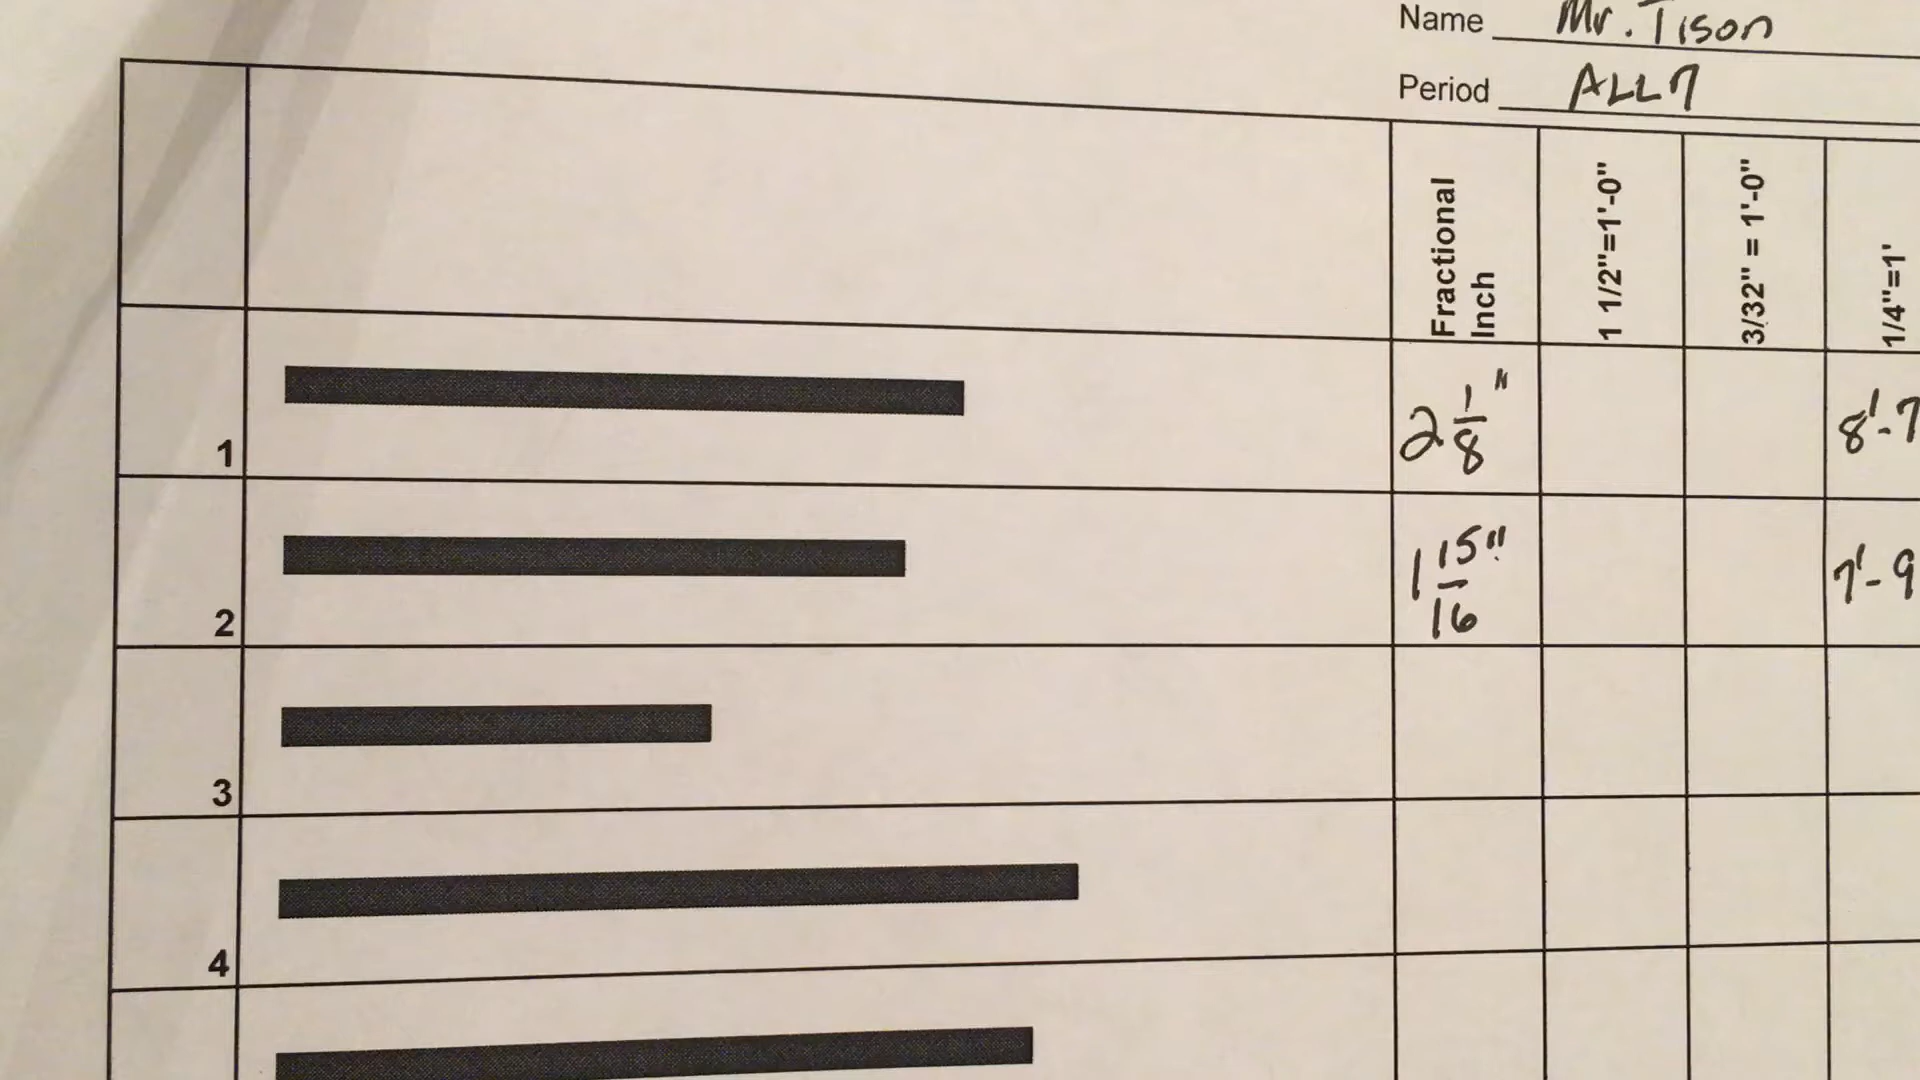 Name Mr. Tison
Period ALL 7
Fractional
Inch
1 1/2"=1'-0"
3/32" = 1'-0"
1/4"=1'
1
2 1/8"
8'-7
2
1 15/16"
7'-9
3
4